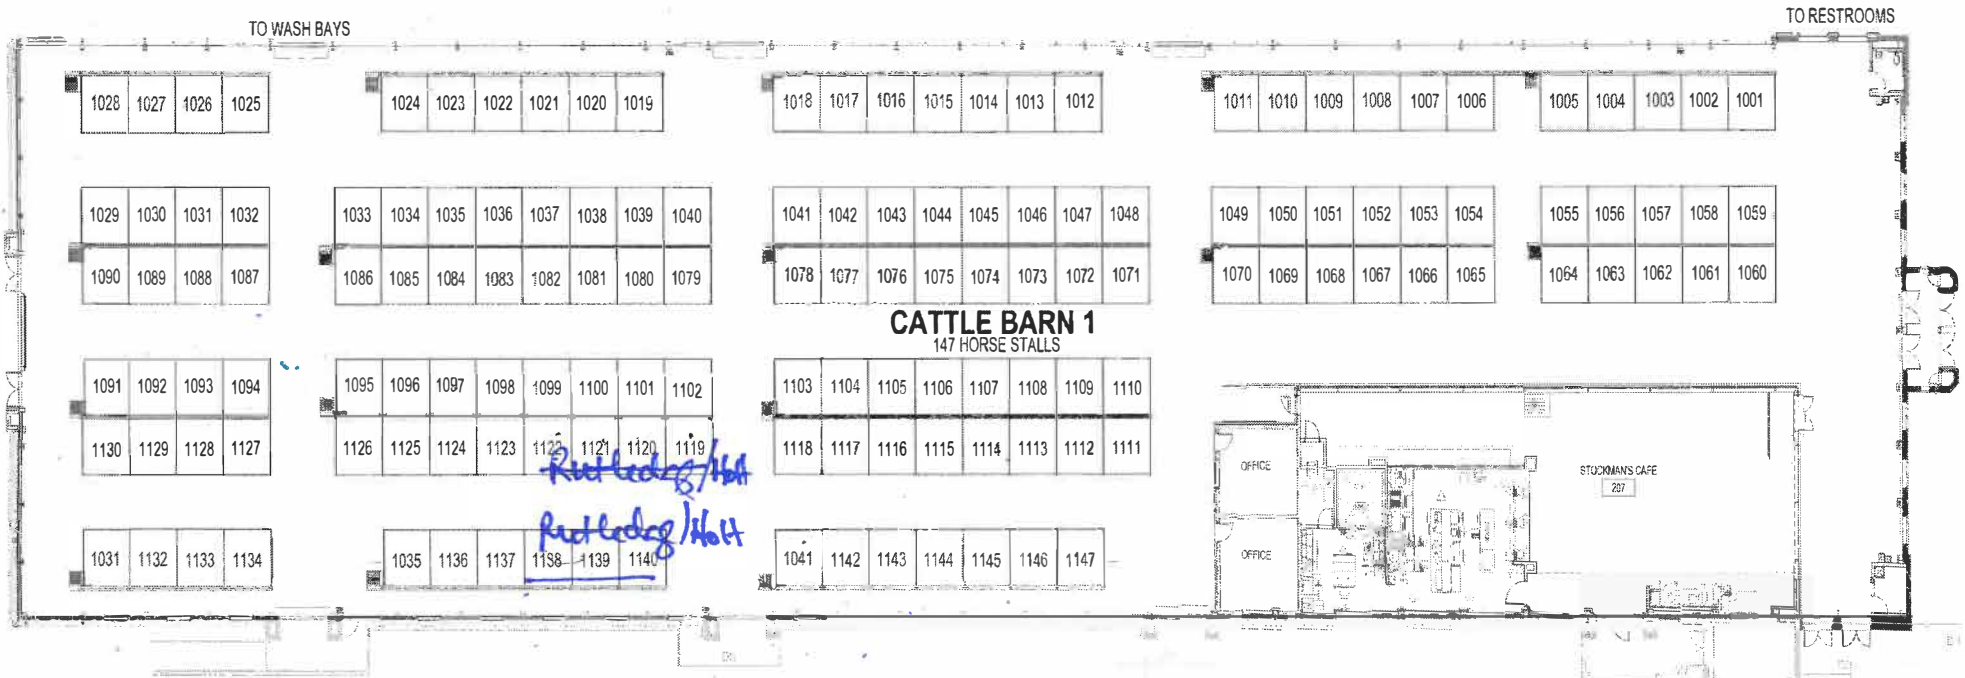 TO WASH BAYS
TO RESTROOMS
1028 1027 1026 1025 1024 1023 1022 1021 1020 1019 1018 1017 1016 1015 1014 1013 1012 1011 1010 1009 1008 1007 1006 1005 1004 1003 1002 1001
1029 1030 1031 1032 1033 1034 1035 1036 1037 1038 1039 1040 1041 1042 1043 1044 1045 1046 1047 1048 1049 1050 1051 1052 1053 1054 1055 1056 1057 1058 1059
1090 1089 1088 1087 1086 1085 1084 1083 1082 1081 1080 1079 1078 1077 1076 1075 1074 1073 1072 1071 1070 1069 1068 1067 1066 1065 1064 1063 1062 1061 1060
CATTLE BARN 1
147 HORSE STALLS
1091 1092 1093 1094 1095 1096 1097 1098 1099 1100 1101 1102 1103 1104 1105 1106 1107 1108 1109 1110
1130 1129 1128 1127 1126 1125 1124 1123 1122 1121 1120 1119 1118 1117 1116 1115 1114 1113 1112 1111
Rutledg/Holt
OFFICE
STOCKMAN'S CAFE
207
Rutledg/Holt
1031 1132 1133 1134 1035 1136 1137 1138 1139 1140 1041 1142 1143 1144 1145 1146 1147
OFFICE